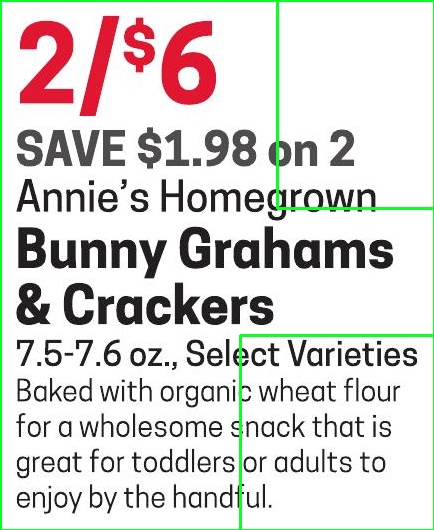 2/$6
SAVE $1.98 on 2
Annie's Homegrown
Bunny Grahams
& Crackers
7.5-7.6 oz., Select Varieties
Baked with organic wheat flour
for a wholesome snack that is
great for toddlers or adults to
enjoy by the handful.